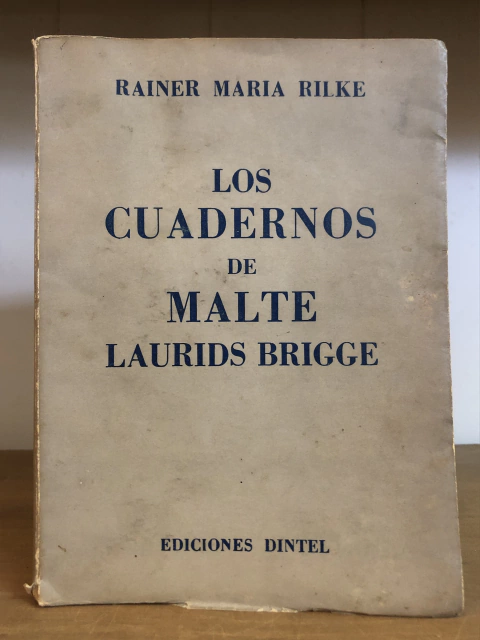 RAINER MARIA RILKE
LOS
CUADERNOS
DE
MALTE
LAURIDS BRIGGE
EDICIONES DINTEL